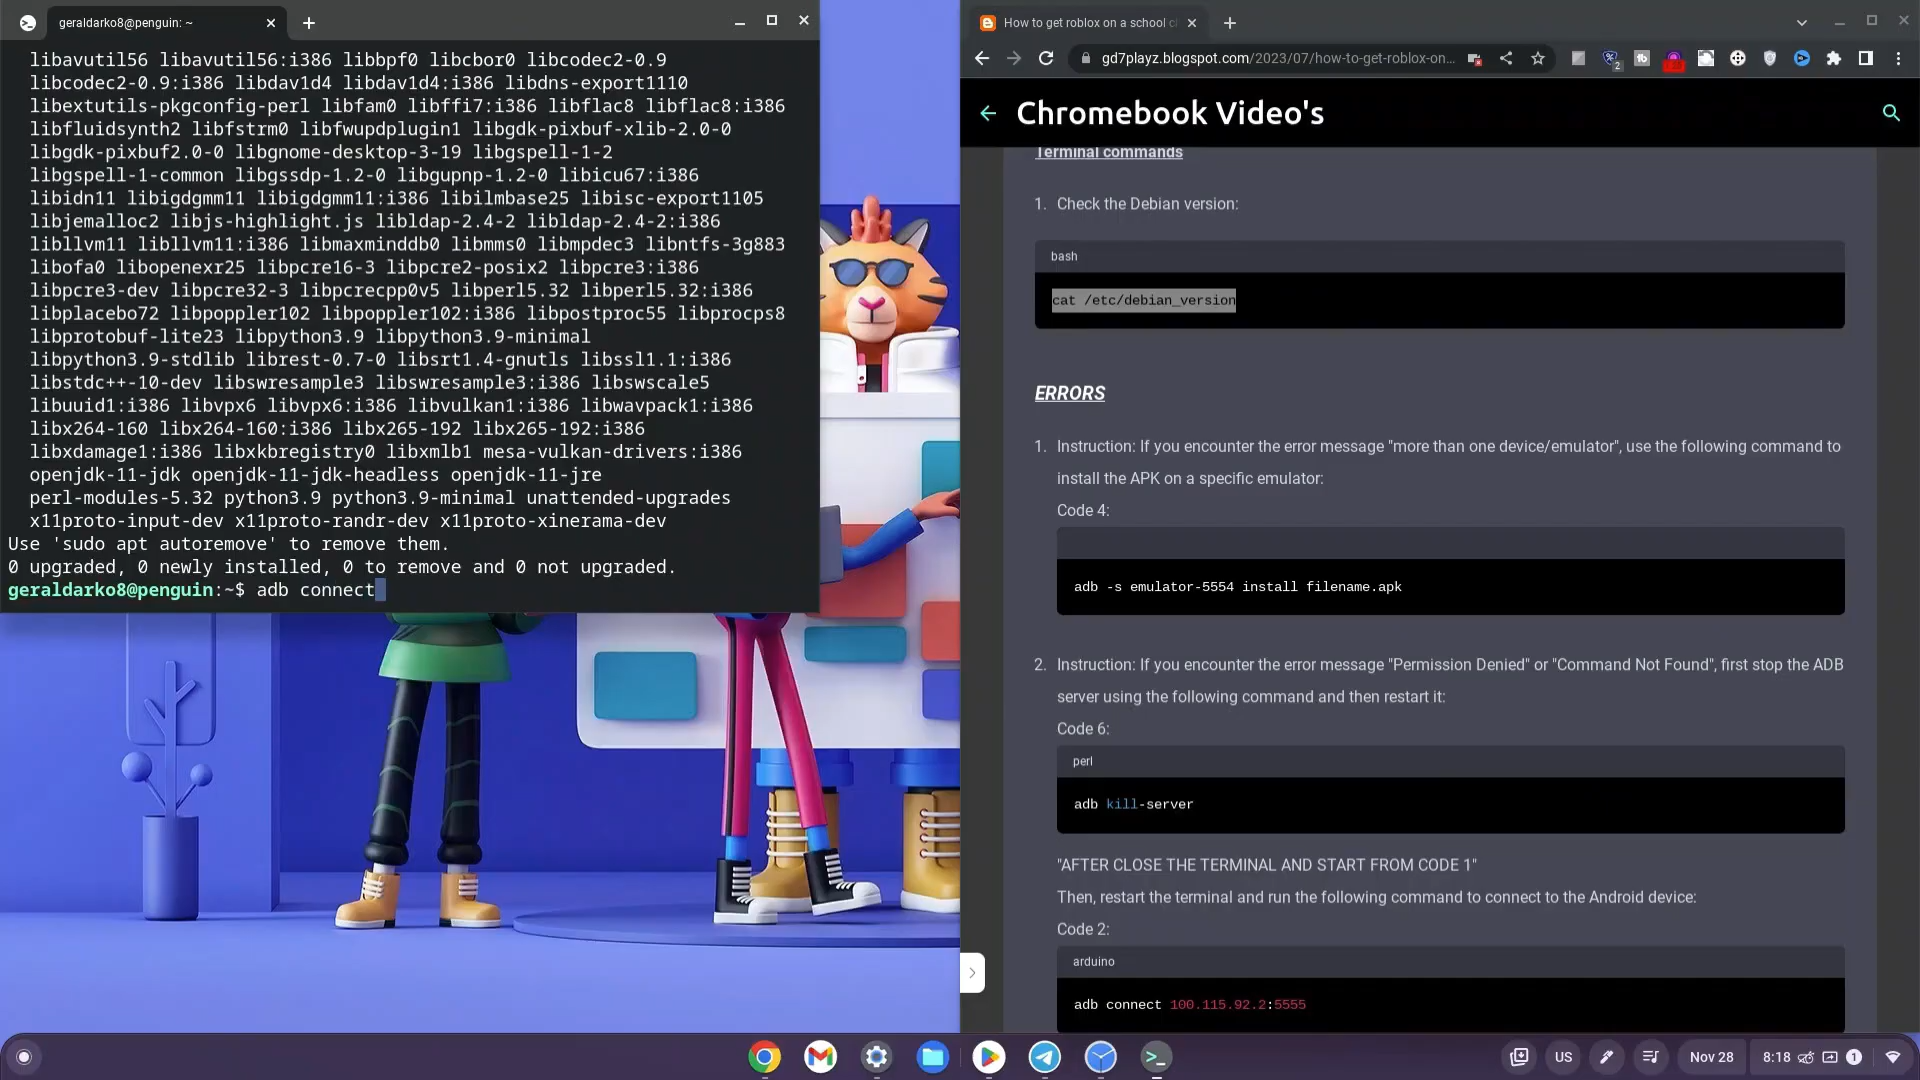 geraldarko8@penguin: ~
libavutil56 libavutil56:i386 libbpf0 libcbor0 libcodec2-0.9
libcodec2-0.9:i386 libdav1d4 libdav1d4:i386 libdns-export1110
libextutils-pkgconfig-perl libfam0 libffi7:i386 libflac8 libflac8:i386
libfluidsynth2 libfstrm0 libfwupdplugin1 libgdk-pixbuf-xlib-2.0-0
libgdk-pixbuf2.0-0 libgnome-desktop-3-19 libgspell-1-2
libgspell-1-common libgssdp-1.2-0 libgupnp-1.2-0 libicu67:i386
libidn11 libigdgmm11 libigdgmm11:i386 libilmbase25 libisc-export1105
libjemalloc2 libjs-highlight.js libldap-2.4-2 libldap-2.4-2:i386
libllvm11 libllvm11:i386 libmaxminddb0 libmms0 libmpdec3 libntfs-3g883
libofa0 libopenexr25 libpcre16-3 libpcre2-posix2 libpcre3:i386
libpcre3-dev libpcre32-3 libpcrecpp0v5 libperl5.32 libperl5.32:i386
libplacebo72 libpoppler102 libpoppler102:i386 libpostproc55 libprocps8
libprotobuf-lite23 libpython3.9 libpython3.9-minimal
libpython3.9-stdlib librest-0.7-0 libsrt1.4-gnutls libssl1.1:i386
libstdc++-10-dev libswresample3 libswresample3:i386 libswscale5
libuuid1:i386 libvpx6 libvpx6:i386 libvulkan1:i386 libwavpack1:i386
libx264-160 libx264-160:i386 libx265-192 libx265-192:i386
libxdamage1:i386 libxkbregistry0 libxmlb1 mesa-vulkan-drivers:i386
openjdk-11-jdk openjdk-11-jdk-headless openjdk-11-jre
perl-modules-5.32 python3.9 python3.9-minimal unattended-upgrades
x11proto-input-dev x11proto-randr-dev x11proto-xinerama-dev
Use 'sudo apt autoremove' to remove them.
0 upgraded, 0 newly installed, 0 to remove and 0 not upgraded.
geraldarko8@penguin:~$ adb connect
How to get roblox on a school c
gd7playz.blogspot.com/2023/07/how-to-get-roblox-on...
2
Chromebook Video's
Terminal commands
1. Check the Debian version:
bash
cat /etc/debian_version
ERRORS
1. Instruction: If you encounter the error message "more than one device/emulator", use the following command to
install the APK on a specific emulator:
Code 4:
adb -s emulator-5554 install filename.apk
2. Instruction: If you encounter the error message "Permission Denied" or "Command Not Found", first stop the ADB
server using the following command and then restart it:
Code 6:
perl
adb kill-server
"AFTER CLOSE THE TERMINAL AND START FROM CODE 1"
Then, restart the terminal and run the following command to connect to the Android device:
Code 2:
arduino
adb connect 100.115.92.2:5555
US
Nov 28
8:18
1